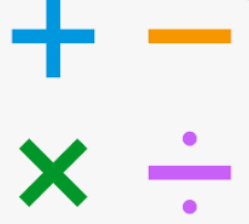 + −
× ÷